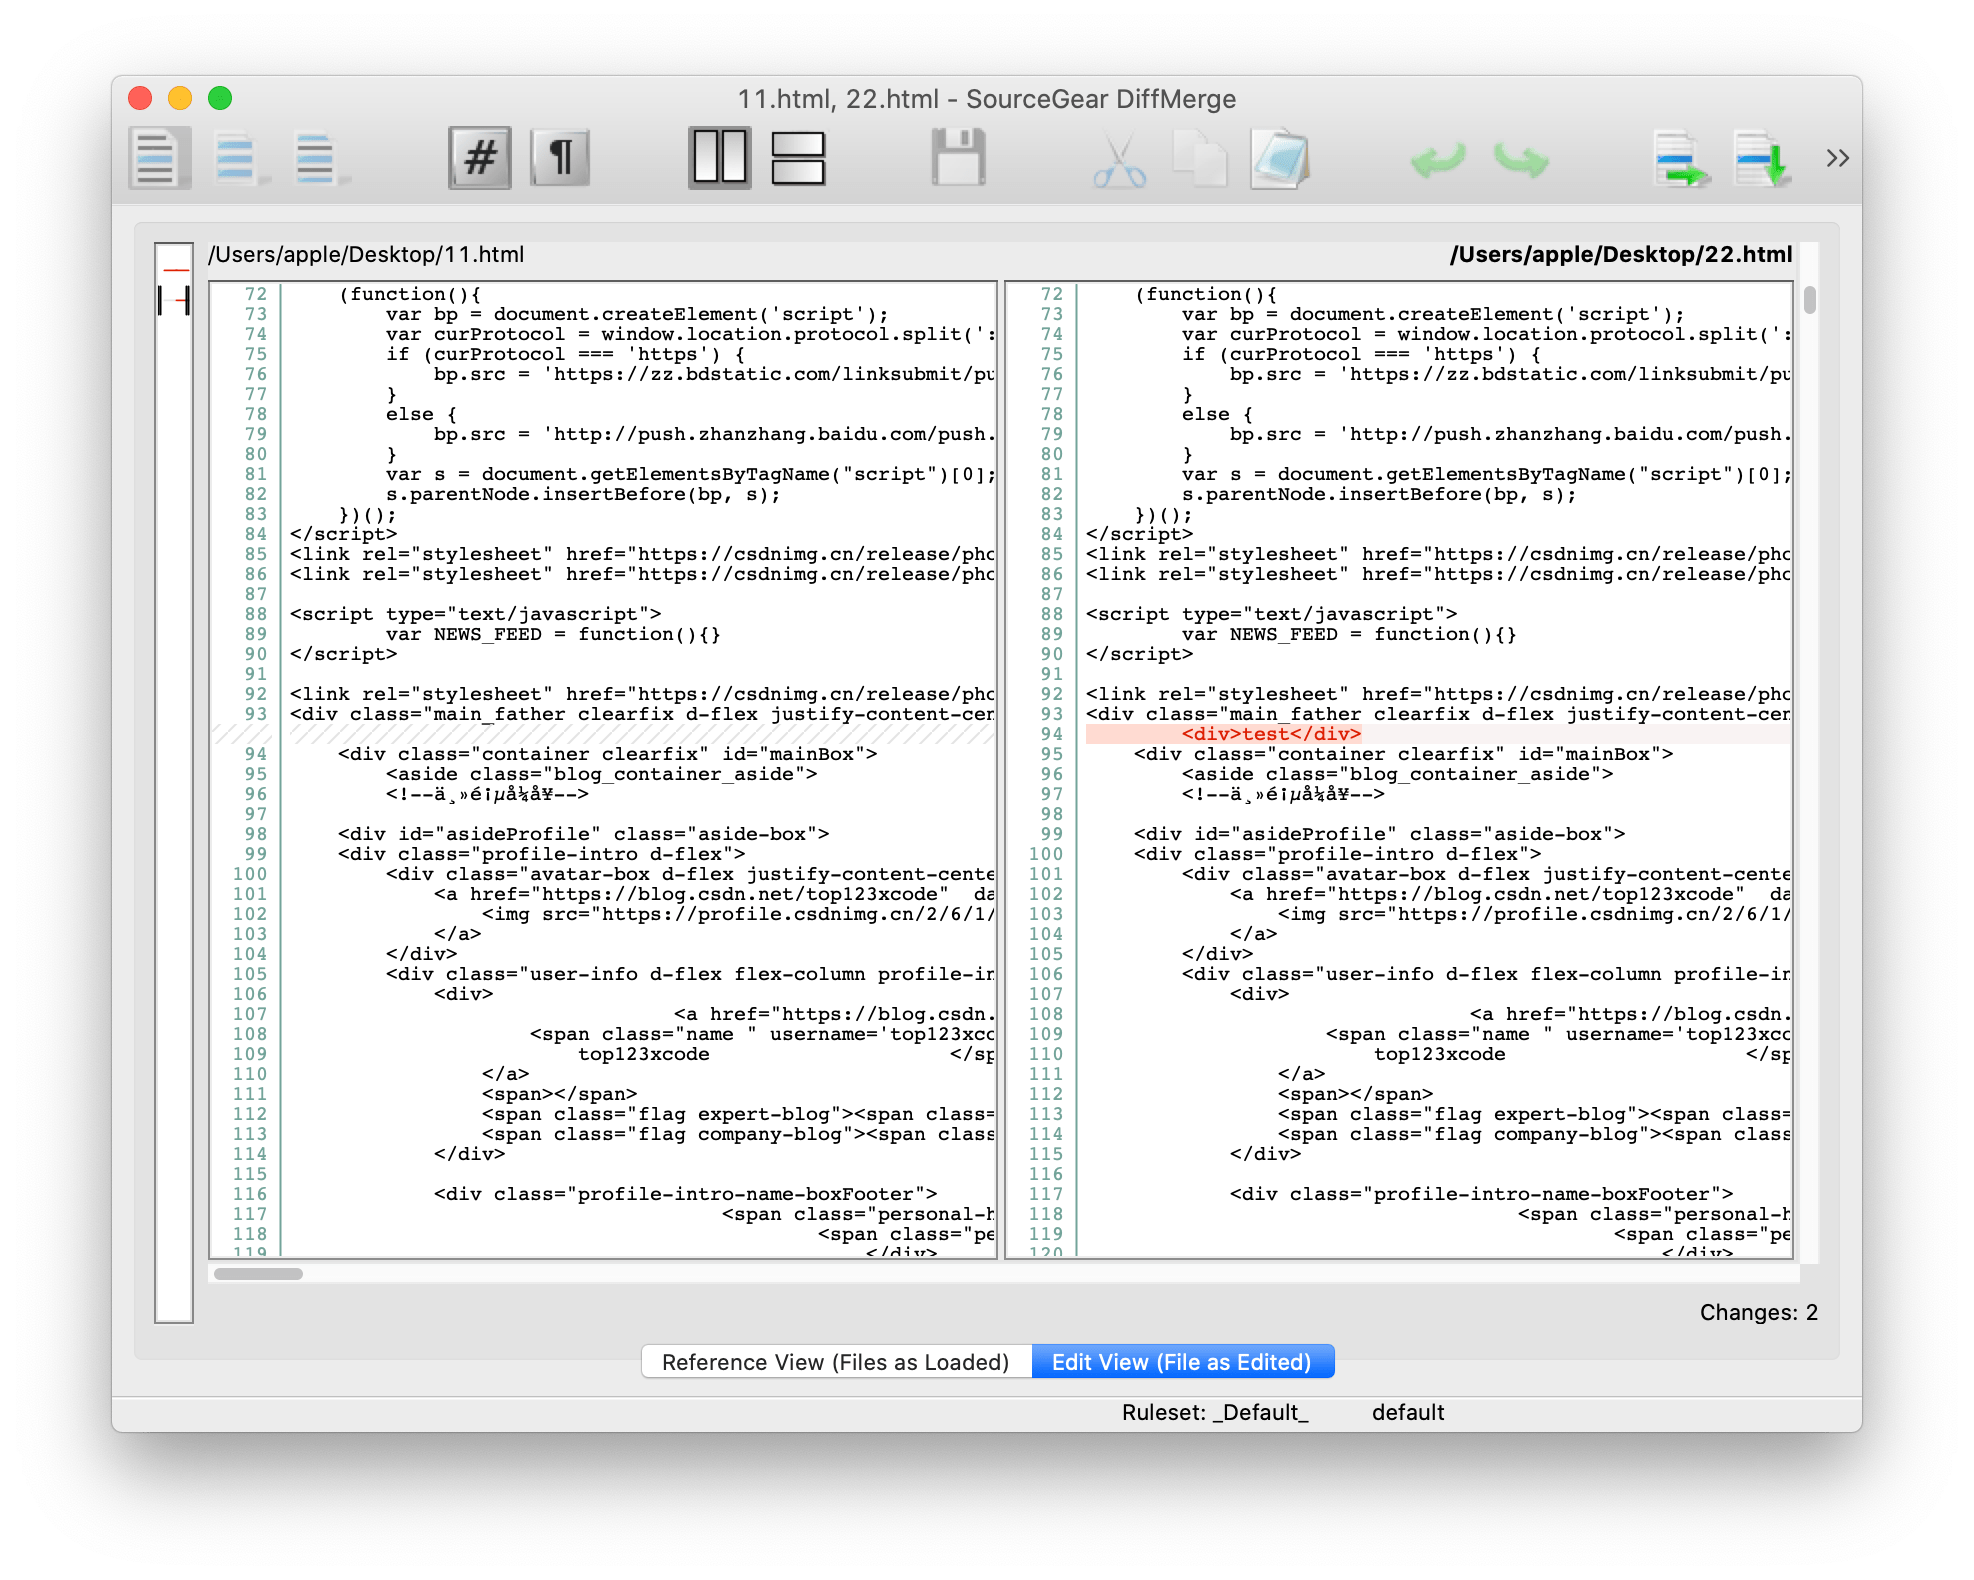 11.html, 22.html - SourceGear DiffMerge
#
¶
/Users/apple/Desktop/11.html
72 (function(){
73 var bp = document.createElement('script');
74 var curProtocol = window.location.protocol.split(':
75 if (curProtocol === 'https') {
76 bp.src = 'https://zz.bdstatic.com/linksubmit/pu
77 }
78 else {
79 bp.src = 'http://push.zhanzhang.baidu.com/push.
80 }
81 var s = document.getElementsByTagName("script")[0];
82 s.parentNode.insertBefore(bp, s);
83 })();
84 </script>
85 <link rel="stylesheet" href="https://csdnimg.cn/release/pho
86 <link rel="stylesheet" href="https://csdnimg.cn/release/pho
87
88 <script type="text/javascript">
89 var NEWS_FEED = function(){}
90 </script>
91
92 <link rel="stylesheet" href="https://csdnimg.cn/release/pho
93 <div class="main_father clearfix d-flex justify-content-cen
94 <div class="container clearfix" id="mainBox">
95 <aside class="blog_container_aside">
96 <!--ä¸»é¡µå¼å¥-->
97
98 <div id="asideProfile" class="aside-box">
99 <div class="profile-intro d-flex">
100 <div class="avatar-box d-flex justify-content-cente
101 <a href="https://blog.csdn.net/top123xcode" da
102 <img src="https://profile.csdnimg.cn/2/6/1/
103 </a>
104 </div>
105 <div class="user-info d-flex flex-column profile-in
106 <div>
107 <a href="https://blog.csdn.
108 <span class="name " username='top123xco
109 top123xcode </sp
110 </a>
111 <span></span>
112 <span class="flag expert-blog"><span class=
113 <span class="flag company-blog"><span class
114 </div>
115
116 <div class="profile-intro-name-boxFooter">
117 <span class="personal-h
118 <span class="pe
119 </div>
/Users/apple/Desktop/22.html
72 (function(){
73 var bp = document.createElement('script');
74 var curProtocol = window.location.protocol.split(':
75 if (curProtocol === 'https') {
76 bp.src = 'https://zz.bdstatic.com/linksubmit/pu
77 }
78 else {
79 bp.src = 'http://push.zhanzhang.baidu.com/push.
80 }
81 var s = document.getElementsByTagName("script")[0];
82 s.parentNode.insertBefore(bp, s);
83 })();
84 </script>
85 <link rel="stylesheet" href="https://csdnimg.cn/release/pho
86 <link rel="stylesheet" href="https://csdnimg.cn/release/pho
87
88 <script type="text/javascript">
89 var NEWS_FEED = function(){}
90 </script>
91
92 <link rel="stylesheet" href="https://csdnimg.cn/release/pho
93 <div class="main_father clearfix d-flex justify-content-cen
94 <div>test</div>
95 <div class="container clearfix" id="mainBox">
96 <aside class="blog_container_aside">
97 <!--ä¸»é¡µå¼å¥-->
98
99 <div id="asideProfile" class="aside-box">
100 <div class="profile-intro d-flex">
101 <div class="avatar-box d-flex justify-content-cente
102 <a href="https://blog.csdn.net/top123xcode" da
103 <img src="https://profile.csdnimg.cn/2/6/1/
104 </a>
105 </div>
106 <div class="user-info d-flex flex-column profile-in
107 <div>
108 <a href="https://blog.csdn.
109 <span class="name " username='top123xco
110 top123xcode </sp
111 </a>
112 <span></span>
113 <span class="flag expert-blog"><span class=
114 <span class="flag company-blog"><span class
115 </div>
116
117 <div class="profile-intro-name-boxFooter">
118 <span class="personal-h
119 <span class="pe
120 </div>
Changes: 2
Reference View (Files as Loaded)
Edit View (File as Edited)
Ruleset: _Default_
default